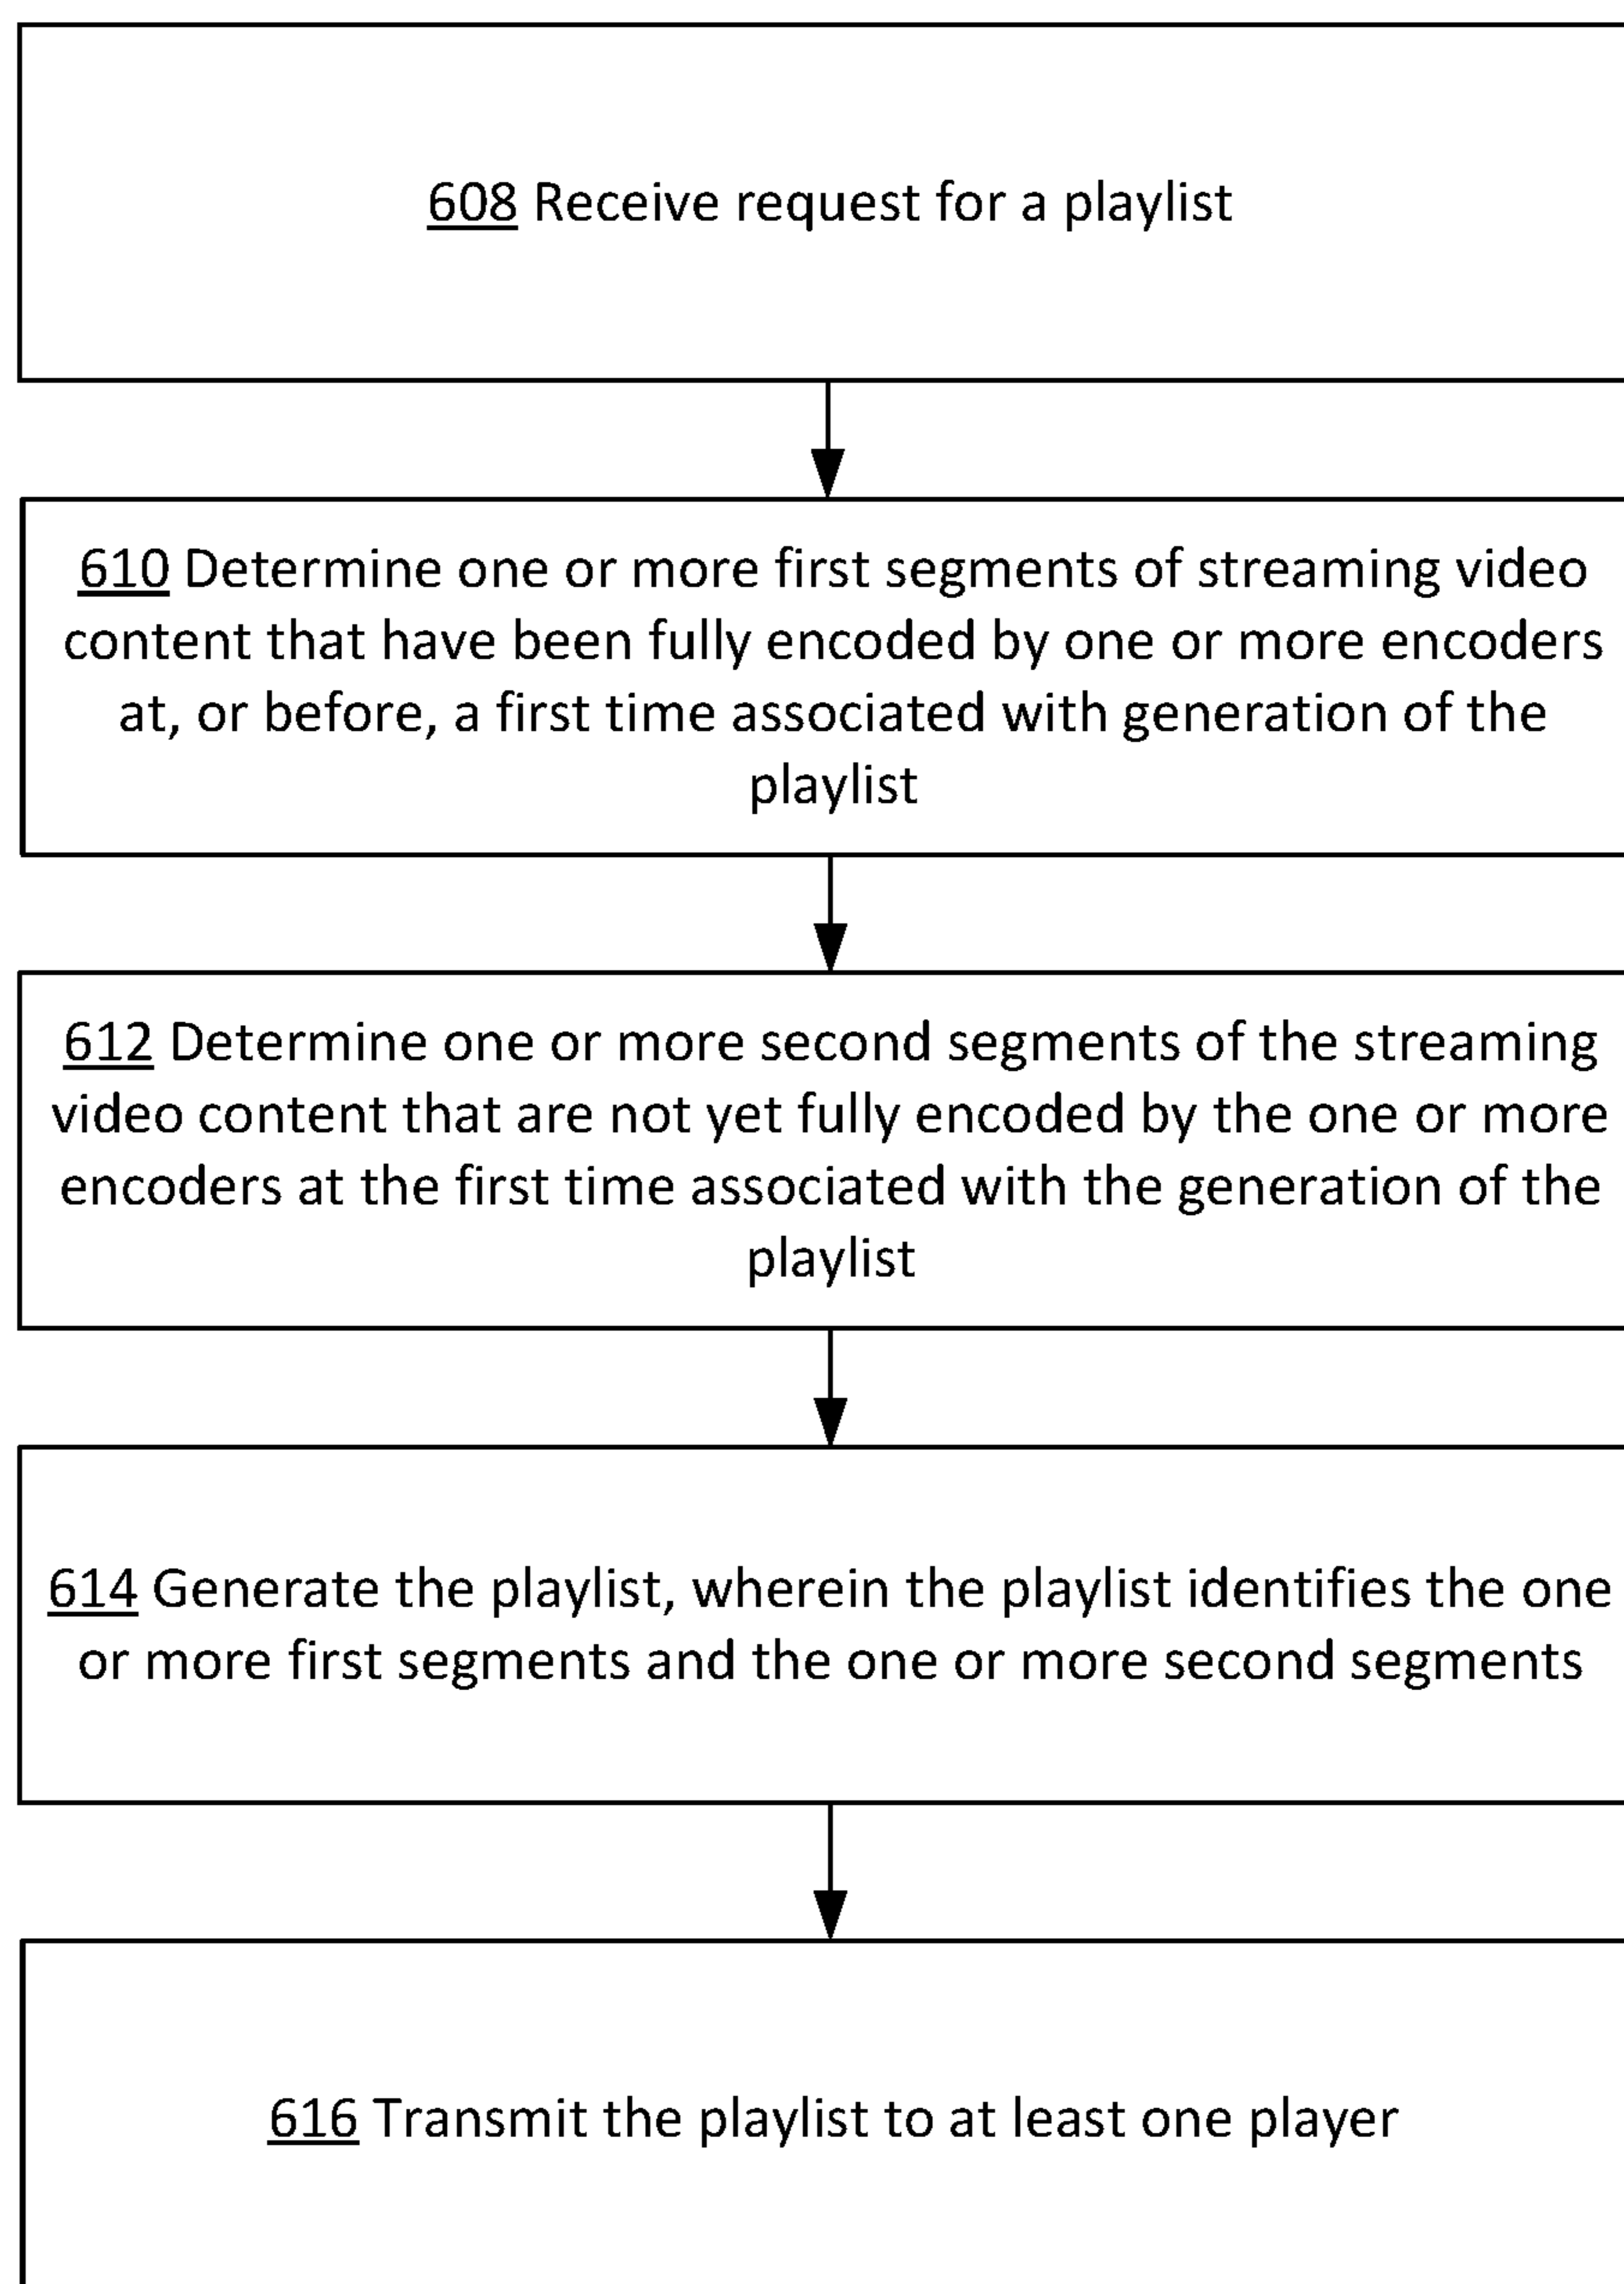 608 Receive request for a playlist
610 Determine one or more first segments of streaming video
content that have been fully encoded by one or more encoders
at, or before, a first time associated with generation of the
playlist
612 Determine one or more second segments of the streaming
video content that are not yet fully encoded by the one or more
encoders at the first time associated with the generation of the
playlist
614 Generate the playlist, wherein the playlist identifies the one
or more first segments and the one or more second segments
616 Transmit the playlist to at least one player